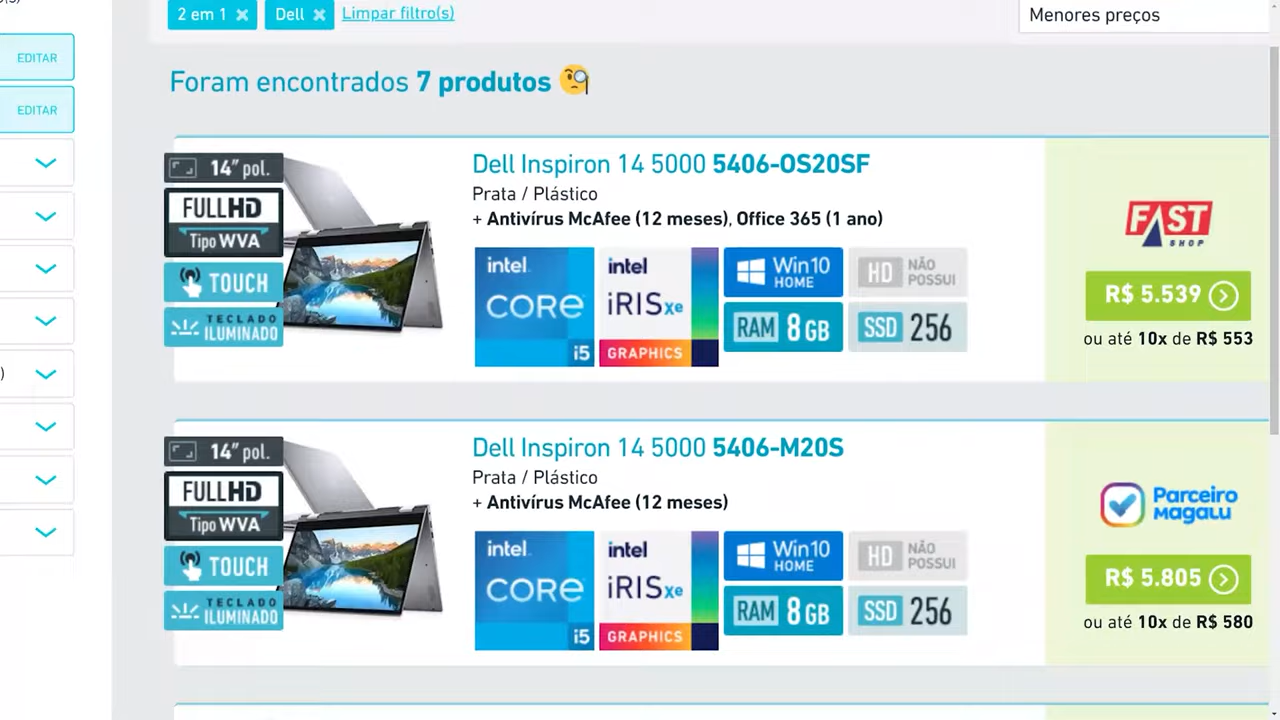 2 em 1 ×
Dell ×
Limpar filtro(s)
Menores preços
EDITAR
EDITAR
)
Foram encontrados 7 produtos
14” pol.
FULLHD
Tipo WVA
TOUCH
TECLADO
ILUMINADO
Dell Inspiron 14 5000 5406-OS20SF
Prata / Plástico
+ Antivírus McAfee (12 meses), Office 365 (1 ano)
intel.
CORE
i5
intel
iRISxe
GRAPHICS
Win10
HOME
HD NÃO
POSSUI
RAM 8GB
SSD 256
FAST
SHOP
R$ 5.539
ou até 10x de R$ 553
14” pol.
FULLHD
Tipo WVA
TOUCH
TECLADO
ILUMINADO
Dell Inspiron 14 5000 5406-M20S
Prata / Plástico
+ Antivírus McAfee (12 meses)
intel.
CORE
i5
intel
iRISxe
GRAPHICS
Win10
HOME
HD NÃO
POSSUI
RAM 8GB
SSD 256
Parceiro
Magalu
R$ 5.805
ou até 10x de R$ 580